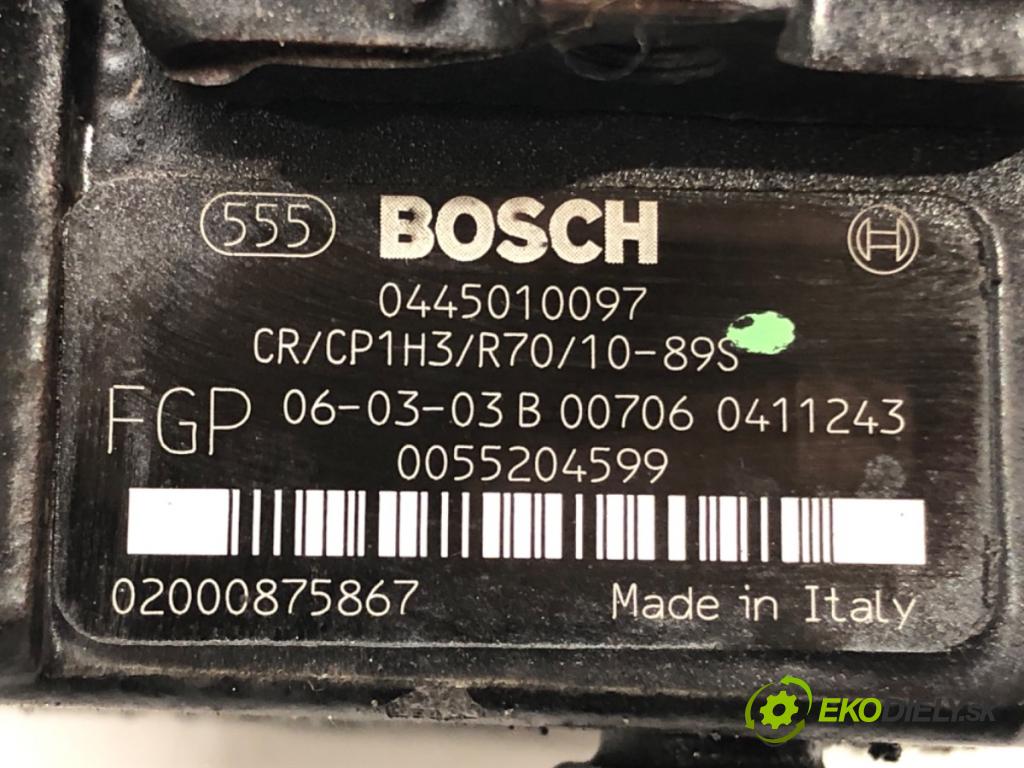 555 BOSCH
0445010097
CR/CP1H3/R70/10-89S
FGP 06-03-03 B 00706 0411243
0055204599
02000875867 Made in Italy
EKODIELY.SK